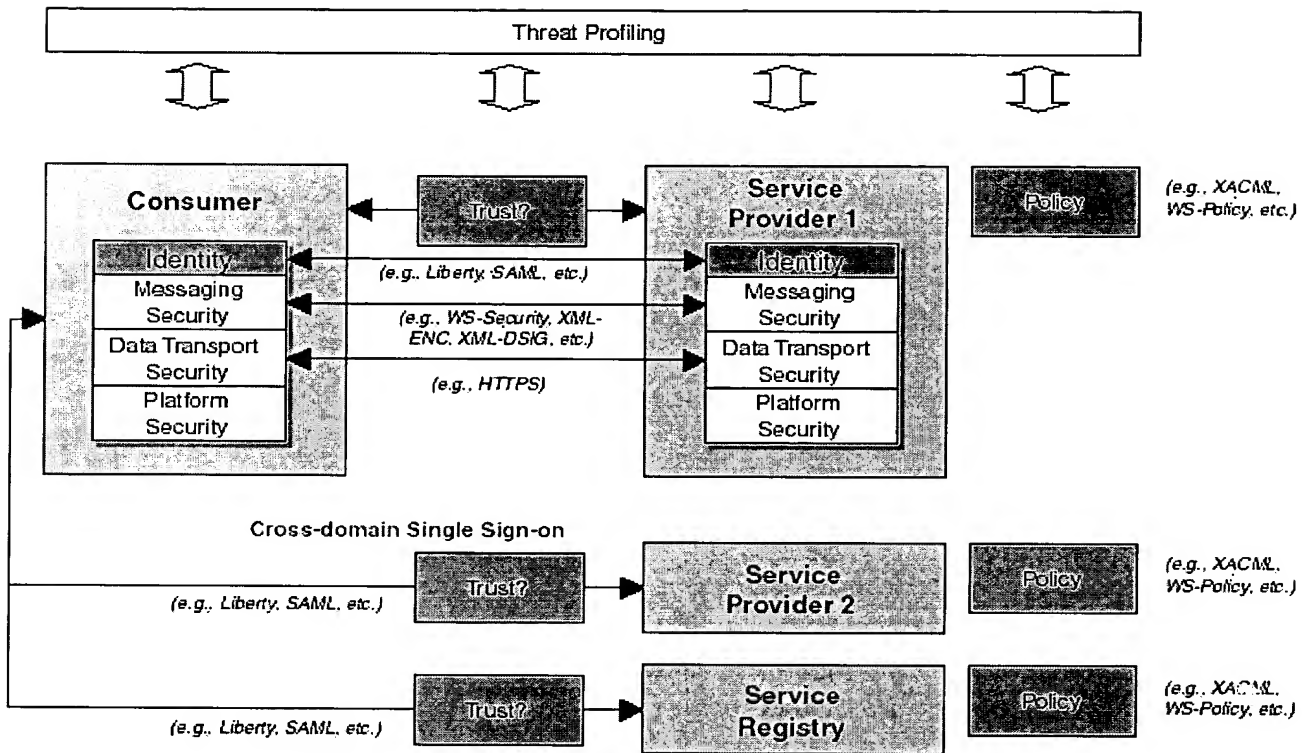 Threat Profiling
Consumer
Trust?
Service
Provider 1
Policy
(e.g., XACML,
WS-Policy, etc.)
Identity
Messaging
Security
Data Transport
Security
Platform
Security
(e.g., Liberty, SAML, etc.)
(e.g., WS-Security, XML-
ENC, XML-DSIG, etc.)
(e.g., HTTPS)
Identity
Messaging
Security
Data Transport
Security
Platform
Security
Cross-domain Single Sign-on
(e.g., Liberty, SAML, etc.)
Trust?
Service
Provider 2
Policy
(e.g., XACML,
WS-Policy, etc.)
(e.g., Liberty, SAML, etc.)
Trust?
Service
Registry
Policy
(e.g., XACML,
WS-Policy, etc.)